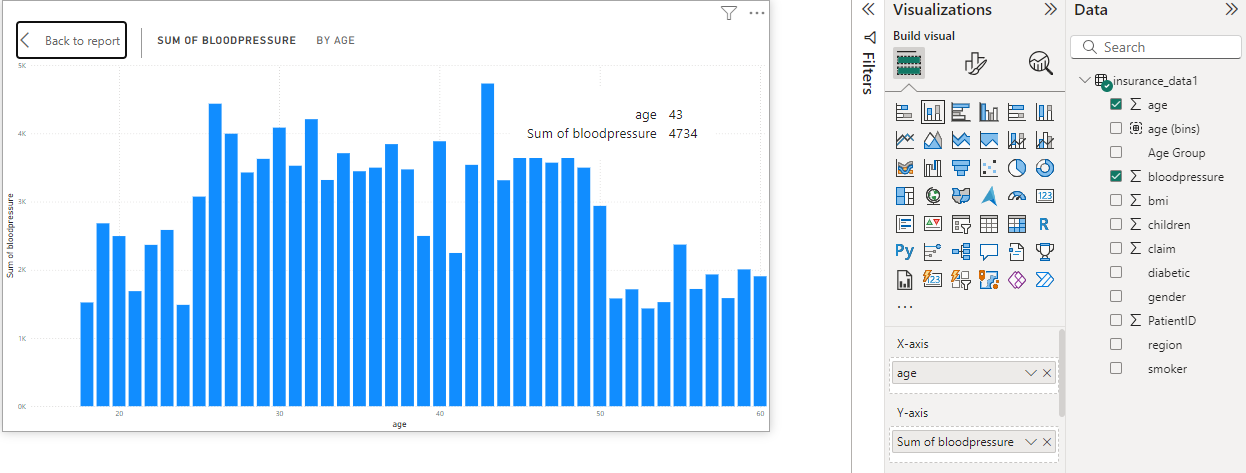 Back to report
SUM OF BLOODPRESSURE
BY AGE
5K
4K
3K
2K
1K
0K
Sum of bloodpressure
20
30
40
50
60
age
age 43
Sum of bloodpressure 4734
Filters
Visualizations
Build visual
123
R
Py
123
...
X-axis
age
Y-axis
Sum of bloodpressure
Data
Search
insurance_data1
age
age (bins)
Age Group
bloodpressure
bmi
children
claim
diabetic
gender
PatientID
region
smoker